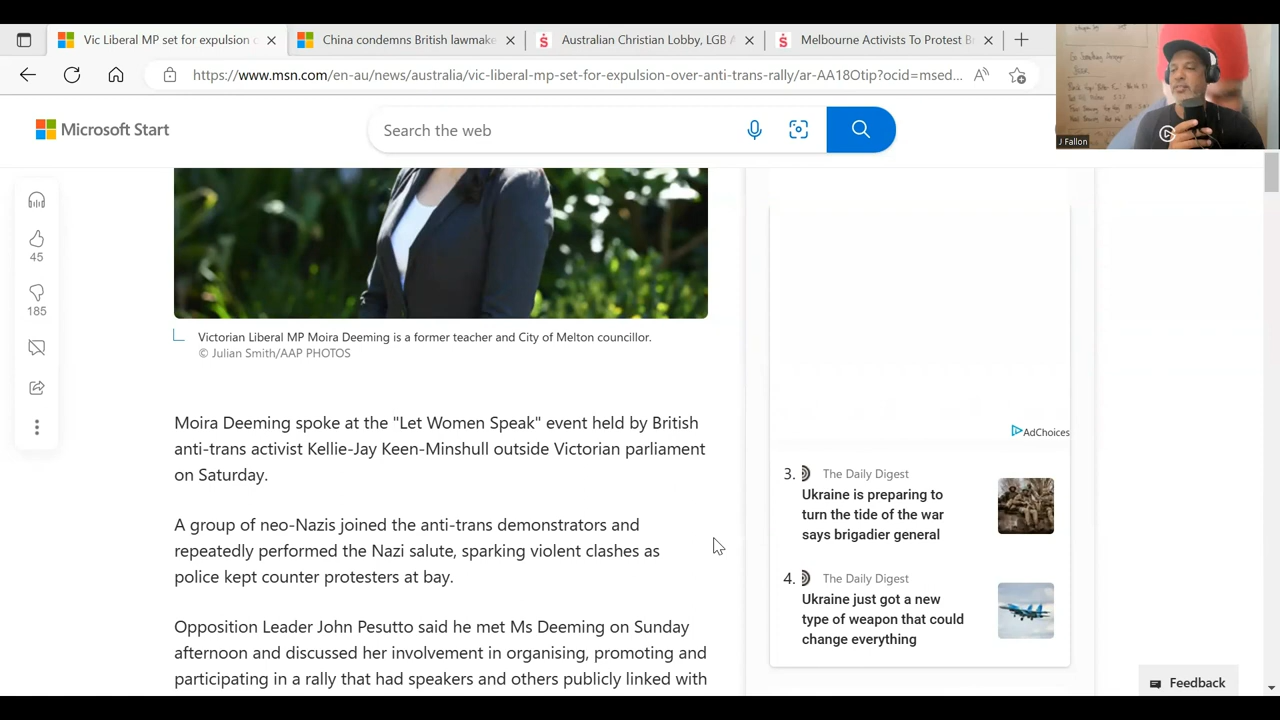 Vic Liberal MP set for expulsion c
China condemns British lawmake
Australian Christian Lobby, LGB A
Melbourne Activists To Protest Br
https://www.msn.com/en-au/news/australia/vic-liberal-mp-set-for-expulsion-over-anti-trans-rally/ar-AA18Otip?ocid=msed...
Microsoft Start
Search the web
J Fallon
45
185
Victorian Liberal MP Moira Deeming is a former teacher and City of Melton councillor.
© Julian Smith/AAP PHOTOS
Moira Deeming spoke at the "Let Women Speak" event held by British
anti-trans activist Kellie-Jay Keen-Minshull outside Victorian parliament
on Saturday.
A group of neo-Nazis joined the anti-trans demonstrators and
repeatedly performed the Nazi salute, sparking violent clashes as
police kept counter protesters at bay.
Opposition Leader John Pesutto said he met Ms Deeming on Sunday
afternoon and discussed her involvement in organising, promoting and
participating in a rally that had speakers and others publicly linked with
AdChoices
3. The Daily Digest
Ukraine is preparing to
turn the tide of the war
says brigadier general
4. The Daily Digest
Ukraine just got a new
type of weapon that could
change everything
Feedback